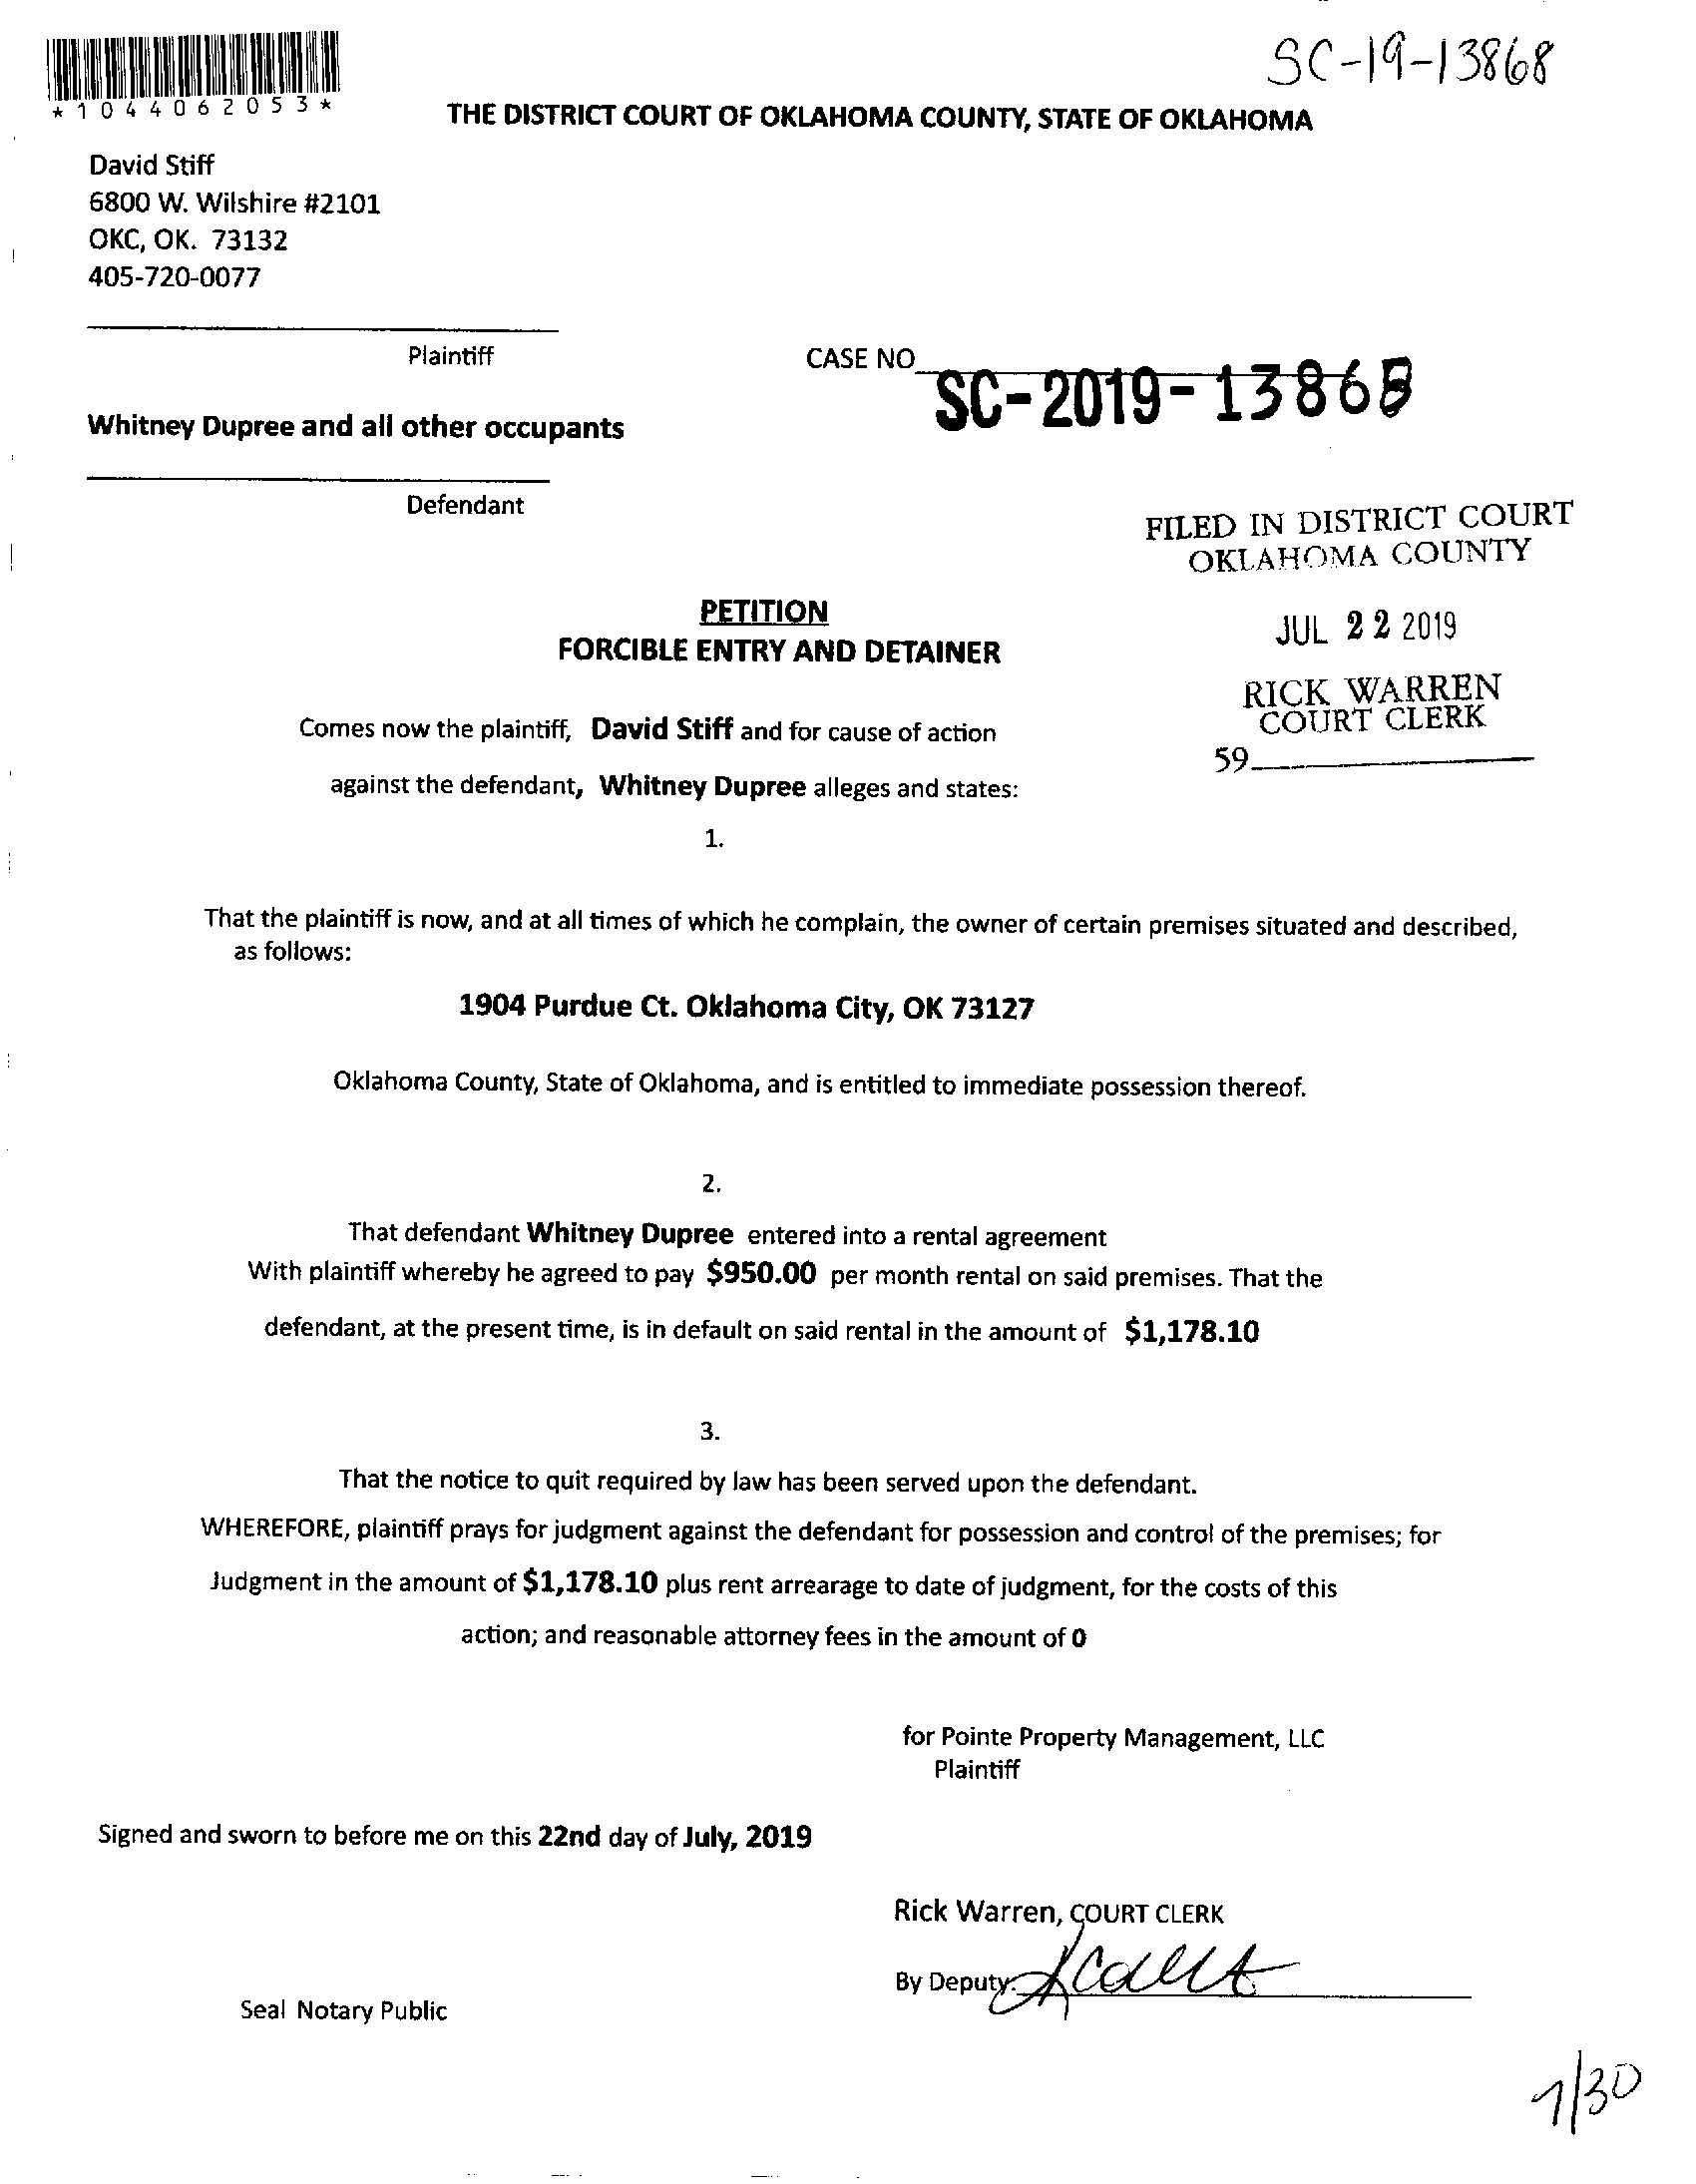 SC-19-13868
*1044062053*
THE DISTRICT COURT OF OKLAHOMA COUNTY, STATE OF OKLAHOMA
David Stiff
6800 W. Wilshire #2101
OKC, OK. 73132
405-720-0077
Plaintiff
CASE NO
SC-2019-13868
Whitney Dupree and all other occupants
Defendant
FILED IN DISTRICT COURT
OKLAHOMA COUNTY
JUL 22 2019
RICK WARREN
COURT CLERK
59
PETITION
FORCIBLE ENTRY AND DETAINER
Comes now the plaintiff, David Stiff and for cause of action
against the defendant, Whitney Dupree alleges and states:
1.
That the plaintiff is now, and at all times of which he complain, the owner of certain premises situated and described,
as follows:
1904 Purdue Ct. Oklahoma City, OK 73127
Oklahoma County, State of Oklahoma, and is entitled to immediate possession thereof.
2.
That defendant Whitney Dupree entered into a rental agreement
With plaintiff whereby he agreed to pay $950.00 per month rental on said premises. That the
defendant, at the present time, is in default on said rental in the amount of $1,178.10
3.
That the notice to quit required by law has been served upon the defendant.
WHEREFORE, plaintiff prays for judgment against the defendant for possession and control of the premises; for
Judgment in the amount of $1,178.10 plus rent arrearage to date of judgment, for the costs of this
action; and reasonable attorney fees in the amount of 0
for Pointe Property Management, LLC
Plaintiff
Signed and sworn to before me on this 22nd day of July, 2019
Rick Warren, COURT CLERK
By Deputy:
Seal Notary Public
7/30